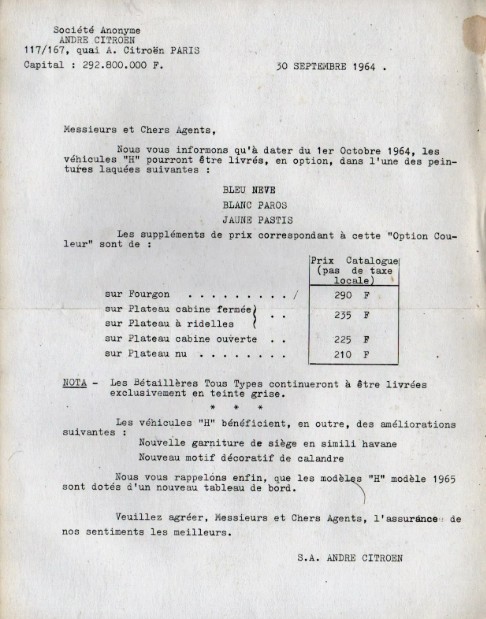 Société Anonyme
ANDRE CITROEN
117/167, quai A. Citroën PARIS
Capital : 292.800.000 F.
30 SEPTEMBRE 1964 .
Messieurs et Chers Agents,
Nous vous informons qu'à dater du 1er Octobre 1964, les
véhicules "H" pourront être livrés, en option, dans l'une des pein-
tures laquées suivantes :
BLEU NEVE
BLANC PAROS
JAUNE PASTIS
Les suppléments de prix correspondant à cette "Option Cou-
leur" sont de :
Prix Catalogue
(pas de taxe
locale)
sur Fourgon . . . . . . . . . / 290 F
sur Plateau cabine fermée
sur Plateau à ridelles } . . 235 F
sur Plateau cabine ouverte . . 225 F
sur Plateau nu . . . . . . . . 210 F
NOTA - Les Bétaillères Tous Types continueront à être livrées
exclusivement en teinte grise.
* * *
Les véhicules "H" bénéficient, en outre, des améliorations
suivantes :
Nouvelle garniture de siège en simili havane
Nouveau motif décoratif de calandre
Nous vous rappelons enfin, que les modèles "H" modèle 1965
sont dotés d'un nouveau tableau de bord.
Veuillez agréer, Messieurs et Chers Agents, l'assurance de
nos sentiments les meilleurs.
S.A. ANDRE CITROEN